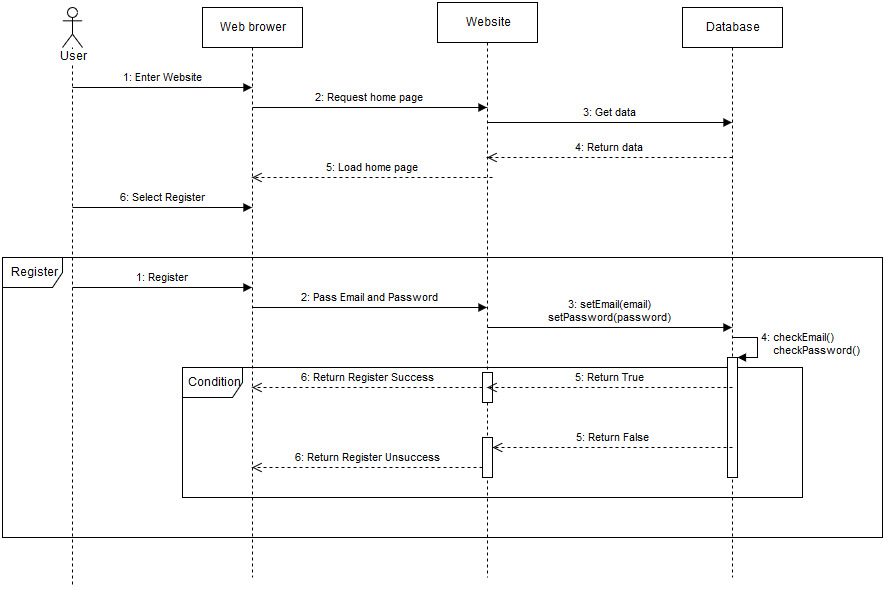 User
Web brower
Website
Database
1: Enter Website
2: Request home page
3: Get data
4: Return data
5: Load home page
6: Select Register
Register
1: Register
2: Pass Email and Password
3: setEmail(email)
setPassword(password)
4: checkEmail()
checkPassword()
Condition
6: Return Register Success
5: Return True
5: Return False
6: Return Register Unsuccess